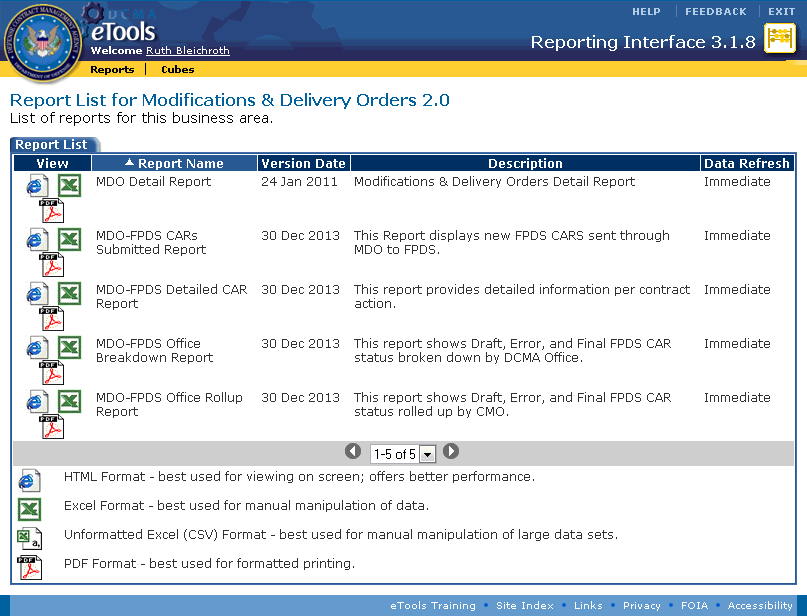 HELP | FEEDBACK | EXIT
DCMA
eTools
Welcome Ruth Bleichroth
Reporting Interface 3.1.8
Reports | Cubes
Report List for Modifications & Delivery Orders 2.0
List of reports for this business area.
Report List
View Report Name Version Date Description Data Refresh
MDO Detail Report 24 Jan 2011 Modifications & Delivery Orders Detail Report Immediate
MDO-FPDS CARs 30 Dec 2013 This Report displays new FPDS CARS sent through Immediate
Submitted Report MDO to FPDS.
MDO-FPDS Detailed CAR 30 Dec 2013 This report provides detailed information per contract Immediate
Report action.
MDO-FPDS Office 30 Dec 2013 This report shows Draft, Error, and Final FPDS CAR Immediate
Breakdown Report status broken down by DCMA Office.
MDO-FPDS Office Rollup 30 Dec 2013 This report shows Draft, Error, and Final FPDS CAR Immediate
Report status rolled up by CMO.
1-5 of 5
HTML Format - best used for viewing on screen; offers better performance.
Excel Format - best used for manual manipulation of data.
Unformatted Excel (CSV) Format - best used for manual manipulation of large data sets.
PDF Format - best used for formatted printing.
eTools Training • Site Index • Links • Privacy • FOIA • Accessibility